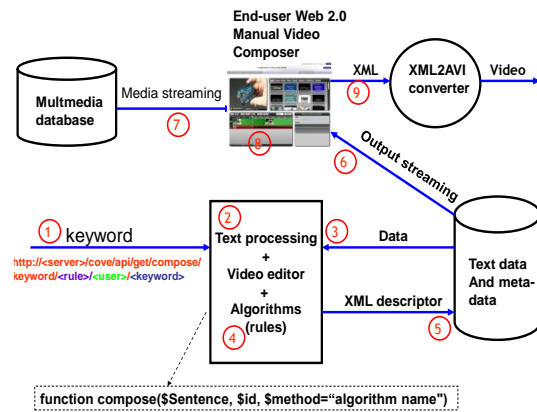 End-user Web 2.0
Manual Video
Composer
XML
XML2AVI
converter
Video
9
Multmedia
database
Media streaming
7
8
6
Output streaming
1
keyword
http://<server>/cove/api/get/compose/
keyword/<rule>/<user>/<keyword>
2
Text processing
+
Video editor
+
Algorithms
(rules)
4
3
Data
XML descriptor
5
Text data
And meta-
data
function compose($Sentence, $id, $method=“algorithm name")